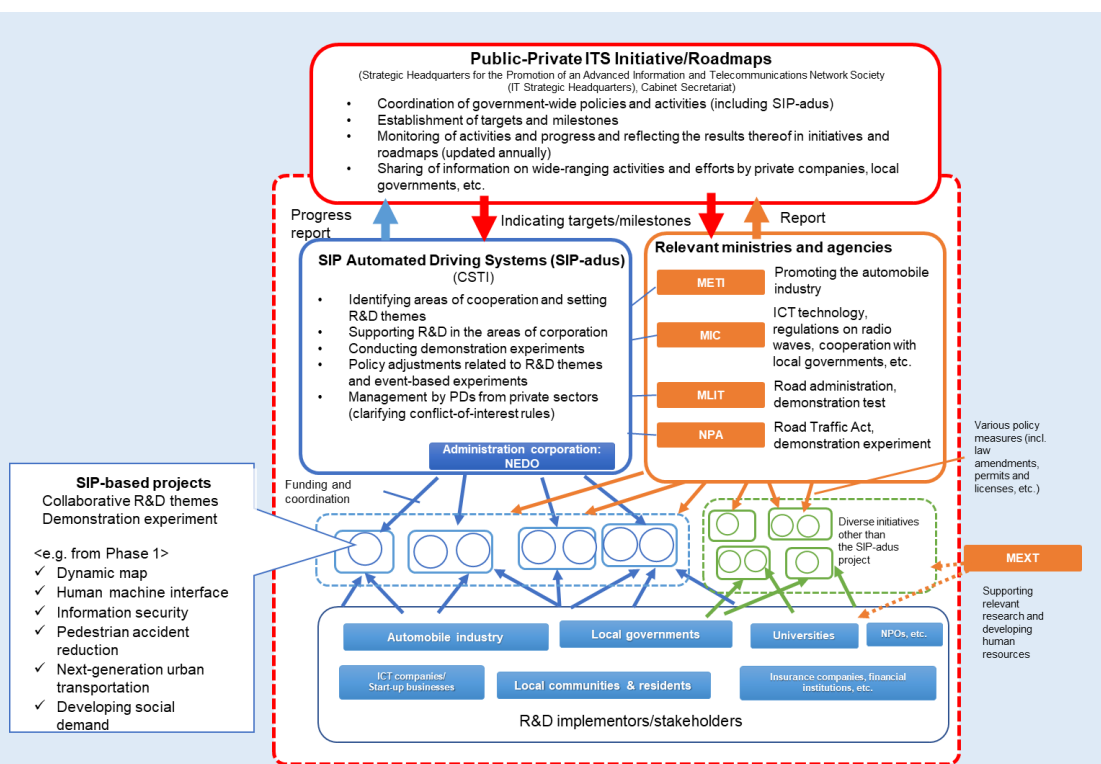 Public-Private ITS Initiative/Roadmaps
(Strategic Headquarters for the Promotion of an Advanced Information and Telecommunications Network Society
(IT Strategic Headquarters), Cabinet Secretariat)
• Coordination of government-wide policies and activities (including SIP-adus)
• Establishment of targets and milestones
• Monitoring of activities and progress and reflecting the results thereof in initiatives and
roadmaps (updated annually)
• Sharing of information on wide-ranging activities and efforts by private companies, local
governments, etc.
Progress
report
Indicating targets/milestones
Report
SIP Automated Driving Systems (SIP-adus)
(CSTI)
• Identifying areas of cooperation and setting
R&D themes
• Supporting R&D in the areas of corporation
• Conducting demonstration experiments
• Policy adjustments related to R&D themes
and event-based experiments
• Management by PDs from private sectors
(clarifying conflict-of-interest rules)
Administration corporation:
NEDO
Relevant ministries and agencies
METI
Promoting the automobile
industry
MIC
ICT technology,
regulations on radio
waves, cooperation with
local governments, etc.
MLIT
Road administration,
demonstration test
NPA
Road Traffic Act,
demonstration experiment
Various policy
measures (incl.
law
amendments,
permits and
licenses, etc.)
Funding and
coordination
SIP-based projects
Collaborative R&D themes
Demonstration experiment
<e.g. from Phase 1>
✓ Dynamic map
✓ Human machine interface
✓ Information security
✓ Pedestrian accident
reduction
✓ Next-generation urban
transportation
✓ Developing social
demand
Diverse initiatives
other than
the SIP-adus
project
MEXT
Supporting
relevant
research and
developing
human
resources
Automobile industry
Local governments
Universities
NPOs, etc.
ICT companies/
Start-up businesses
Local communities & residents
Insurance companies, financial
institutions, etc.
R&D implementors/stakeholders